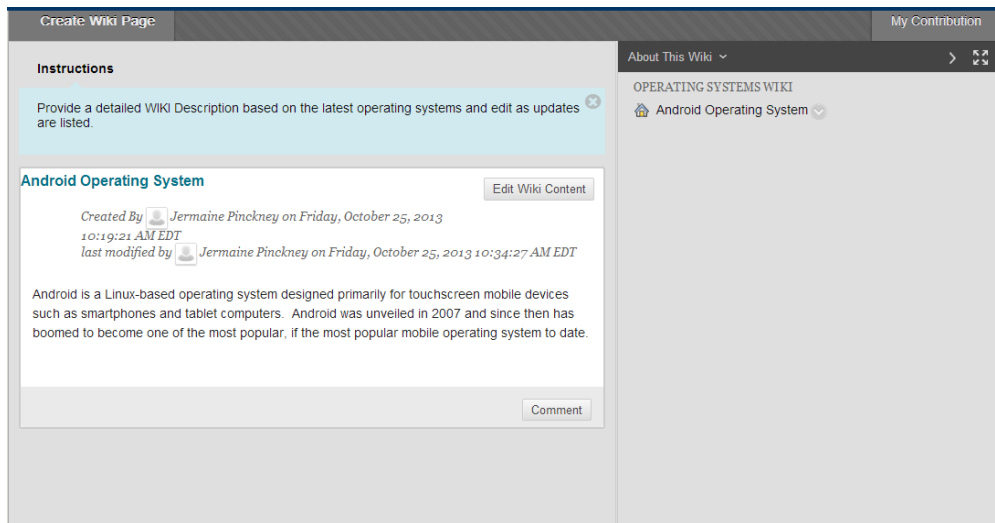 Create Wiki Page
My Contribution
Instructions
Provide a detailed WIKI Description based on the latest operating systems and edit as updates
are listed.
Android Operating System
Edit Wiki Content
Created By Jermaine Pinckney on Friday, October 25, 2013
10:19:21 AM EDT
last modified by Jermaine Pinckney on Friday, October 25, 2013 10:34:27 AM EDT
Android is a Linux-based operating system designed primarily for touchscreen mobile devices
such as smartphones and tablet computers.  Android was unveiled in 2007 and since then has
boomed to become one of the most popular, if the most popular mobile operating system to date.
Comment
About This Wiki
OPERATING SYSTEMS WIKI
Android Operating System